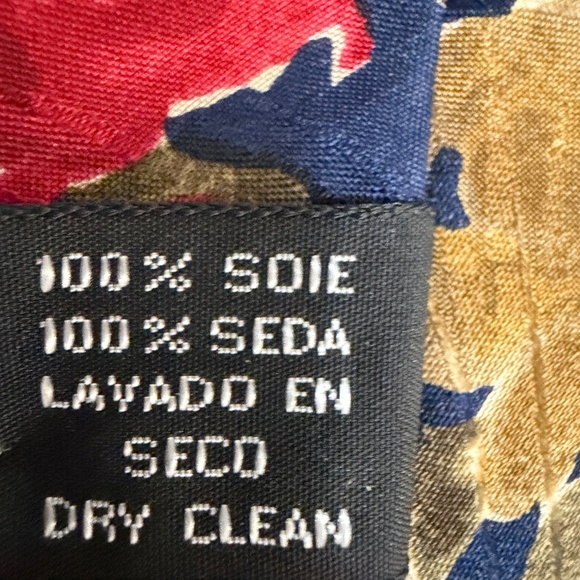 100% SOIE
100% SEDA
LAVADO EN
SECO
DRY CLEAN